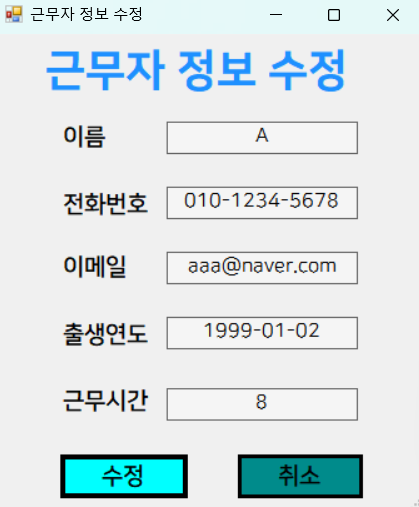 근무자 정보 수정
근무자 정보 수정
이름 A
전화번호 010-1234-5678
이메일 aaa@naver.com
출생연도 1999-01-02
근무시간 8
수정 취소